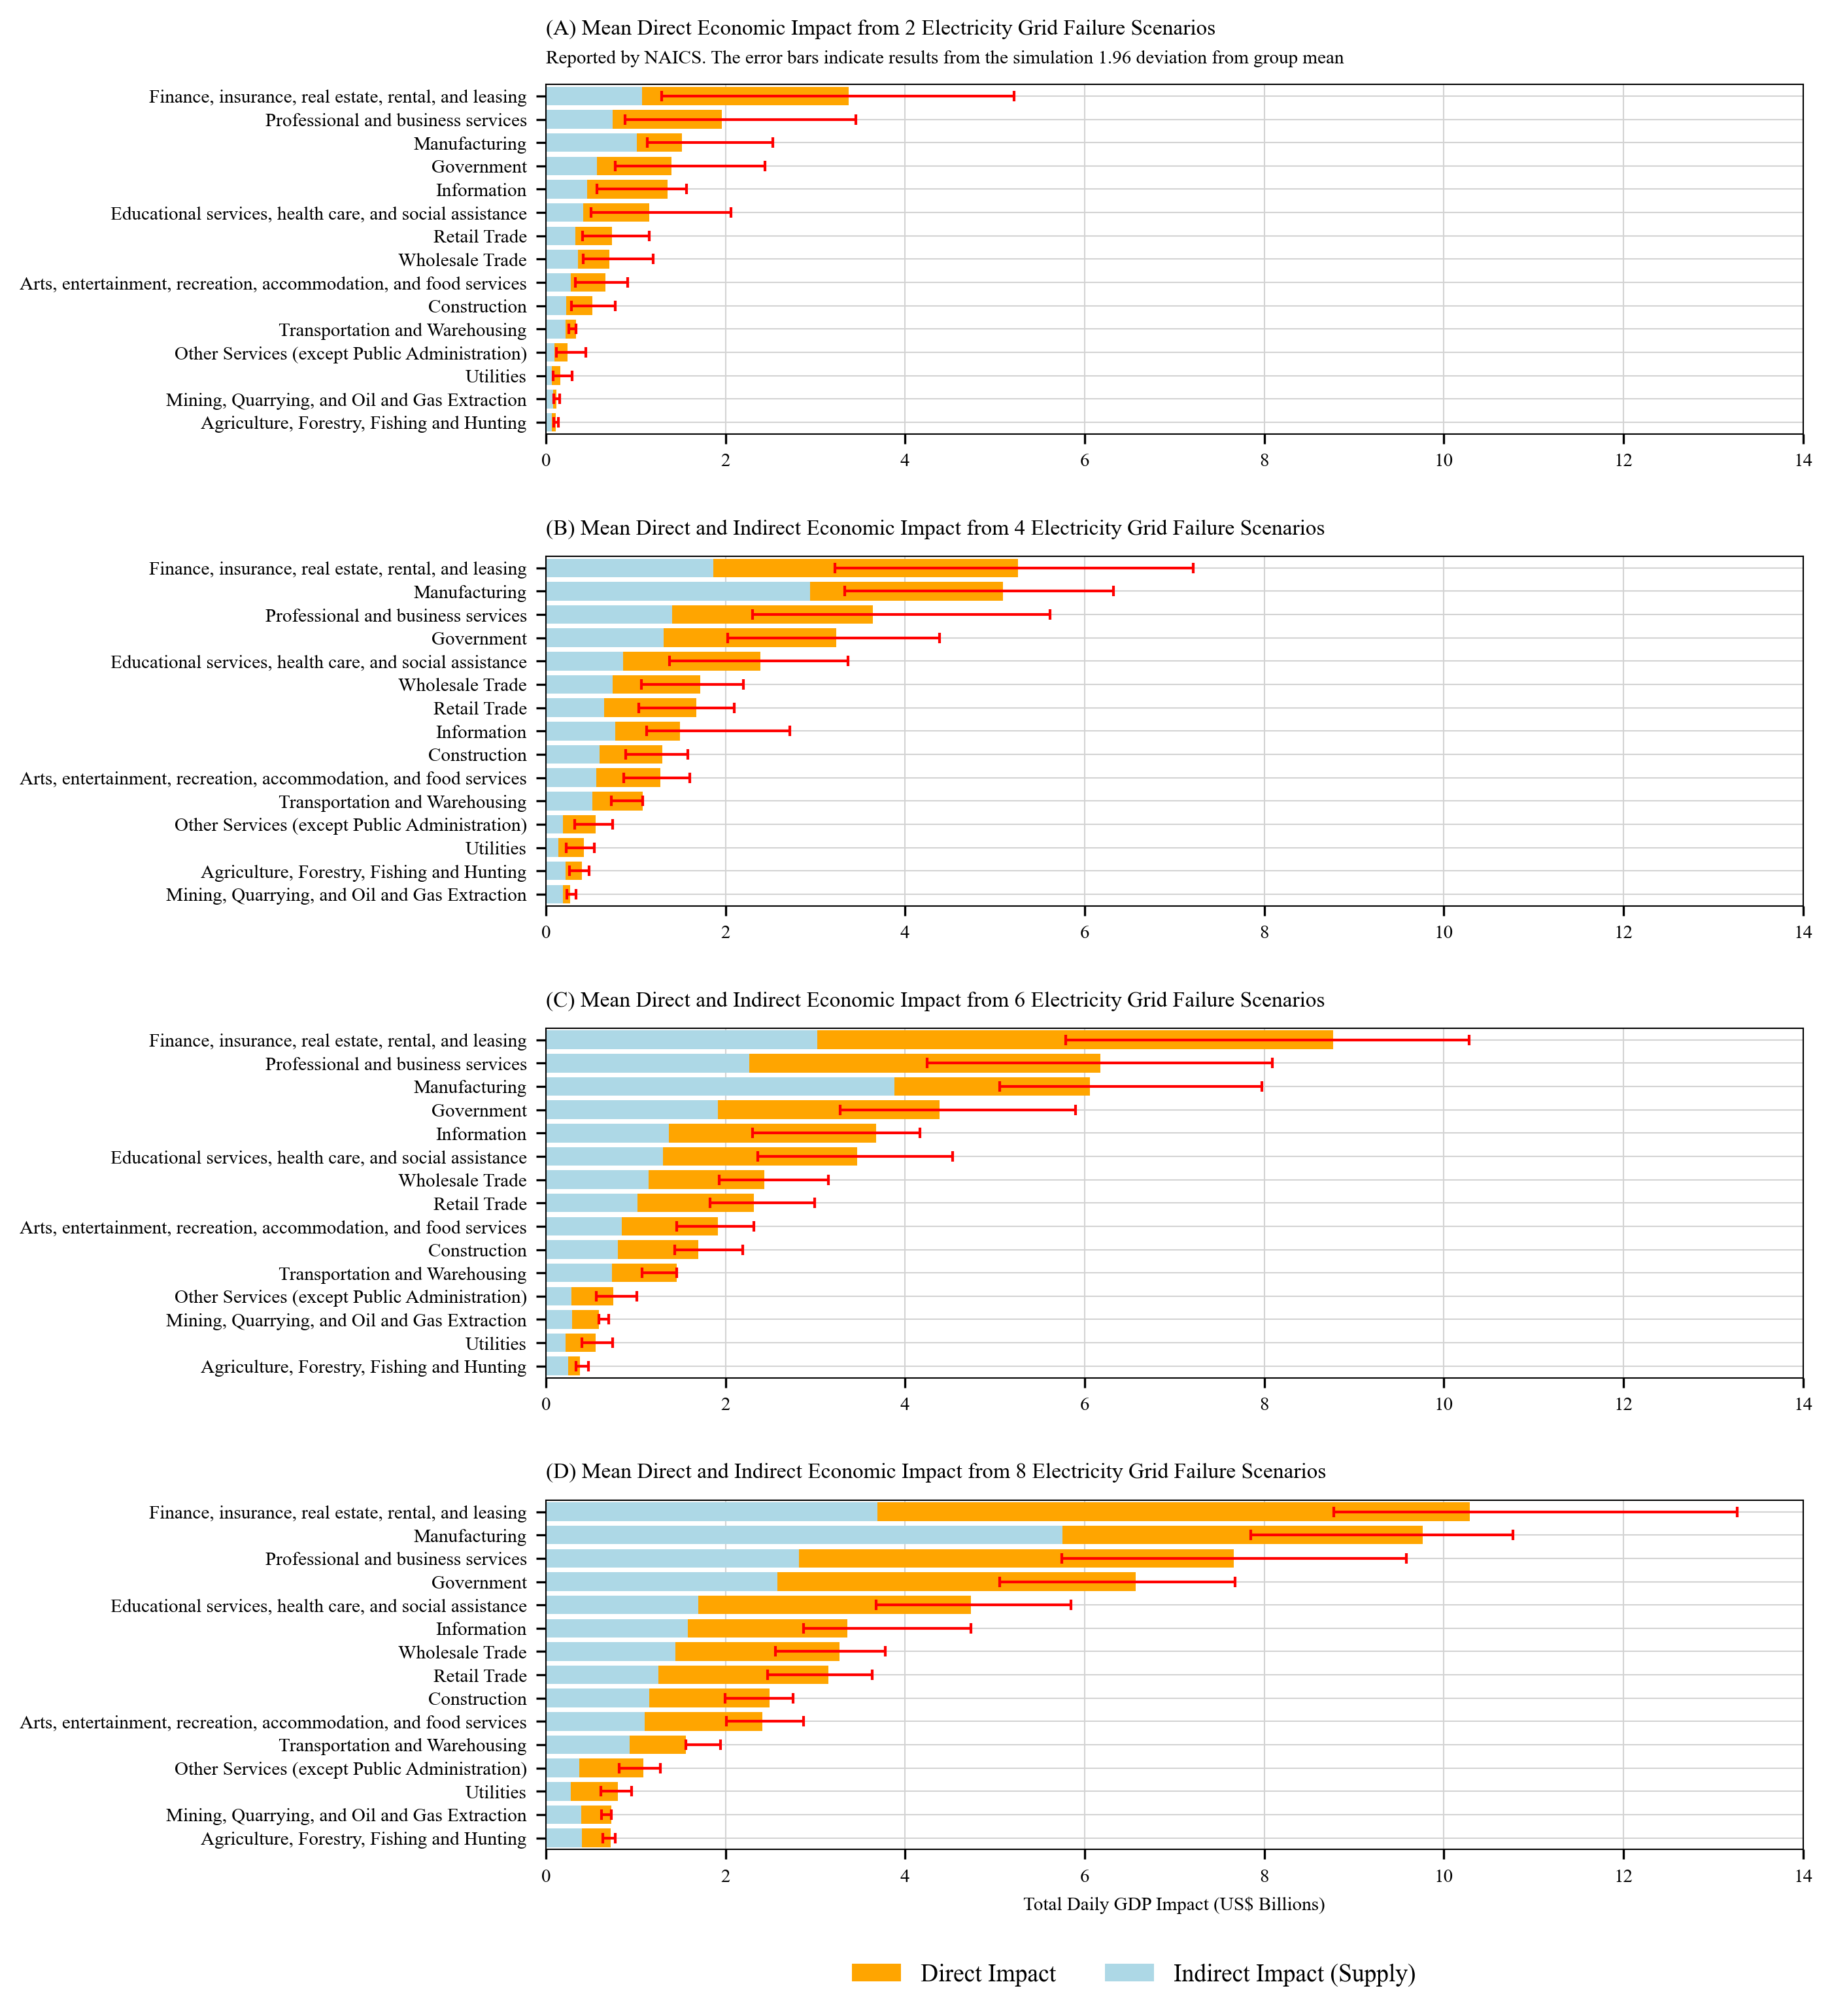 (A) Mean Direct Economic Impact from 2 Electricity Grid Failure Scenarios
Reported by NAICS. The error bars indicate results from the simulation 1.96 deviation from group mean
Finance, insurance, real estate, rental, and leasing
Professional and business services
Manufacturing
Government
Information
Educational services, health care, and social assistance
Retail Trade
Wholesale Trade
Arts, entertainment, recreation, accommodation, and food services
Construction
Transportation and Warehousing
Other Services (except Public Administration)
Utilities
Mining, Quarrying, and Oil and Gas Extraction
Agriculture, Forestry, Fishing and Hunting
0 2 4 6 8 10 12 14
(B) Mean Direct and Indirect Economic Impact from 4 Electricity Grid Failure Scenarios
Finance, insurance, real estate, rental, and leasing
Manufacturing
Professional and business services
Government
Educational services, health care, and social assistance
Wholesale Trade
Retail Trade
Information
Construction
Arts, entertainment, recreation, accommodation, and food services
Transportation and Warehousing
Other Services (except Public Administration)
Utilities
Agriculture, Forestry, Fishing and Hunting
Mining, Quarrying, and Oil and Gas Extraction
0 2 4 6 8 10 12 14
(C) Mean Direct and Indirect Economic Impact from 6 Electricity Grid Failure Scenarios
Finance, insurance, real estate, rental, and leasing
Professional and business services
Manufacturing
Government
Information
Educational services, health care, and social assistance
Wholesale Trade
Retail Trade
Arts, entertainment, recreation, accommodation, and food services
Construction
Transportation and Warehousing
Other Services (except Public Administration)
Mining, Quarrying, and Oil and Gas Extraction
Utilities
Agriculture, Forestry, Fishing and Hunting
0 2 4 6 8 10 12 14
(D) Mean Direct and Indirect Economic Impact from 8 Electricity Grid Failure Scenarios
Finance, insurance, real estate, rental, and leasing
Manufacturing
Professional and business services
Government
Educational services, health care, and social assistance
Information
Wholesale Trade
Retail Trade
Construction
Arts, entertainment, recreation, accommodation, and food services
Transportation and Warehousing
Other Services (except Public Administration)
Utilities
Mining, Quarrying, and Oil and Gas Extraction
Agriculture, Forestry, Fishing and Hunting
0 2 4 6 8 10 12 14
Total Daily GDP Impact (US$ Billions)
Direct Impact Indirect Impact (Supply)